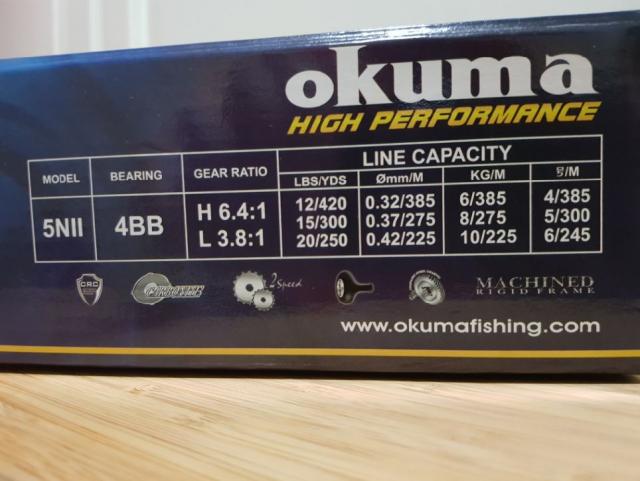 okuma
HIGH PERFORMANCE
MODEL BEARING GEAR RATIO LINE CAPACITY
LBS/YDS Ømm/M KG/M 号/M
5NII 4BB H 6.4:1 L 3.8:1
12/420 0.32/385 6/385 4/385
15/300 0.37/275 8/275 5/300
20/250 0.42/225 10/225 6/245
CRC
2 Speed
MACHINED
RIGID FRAME
www.okumafishing.com